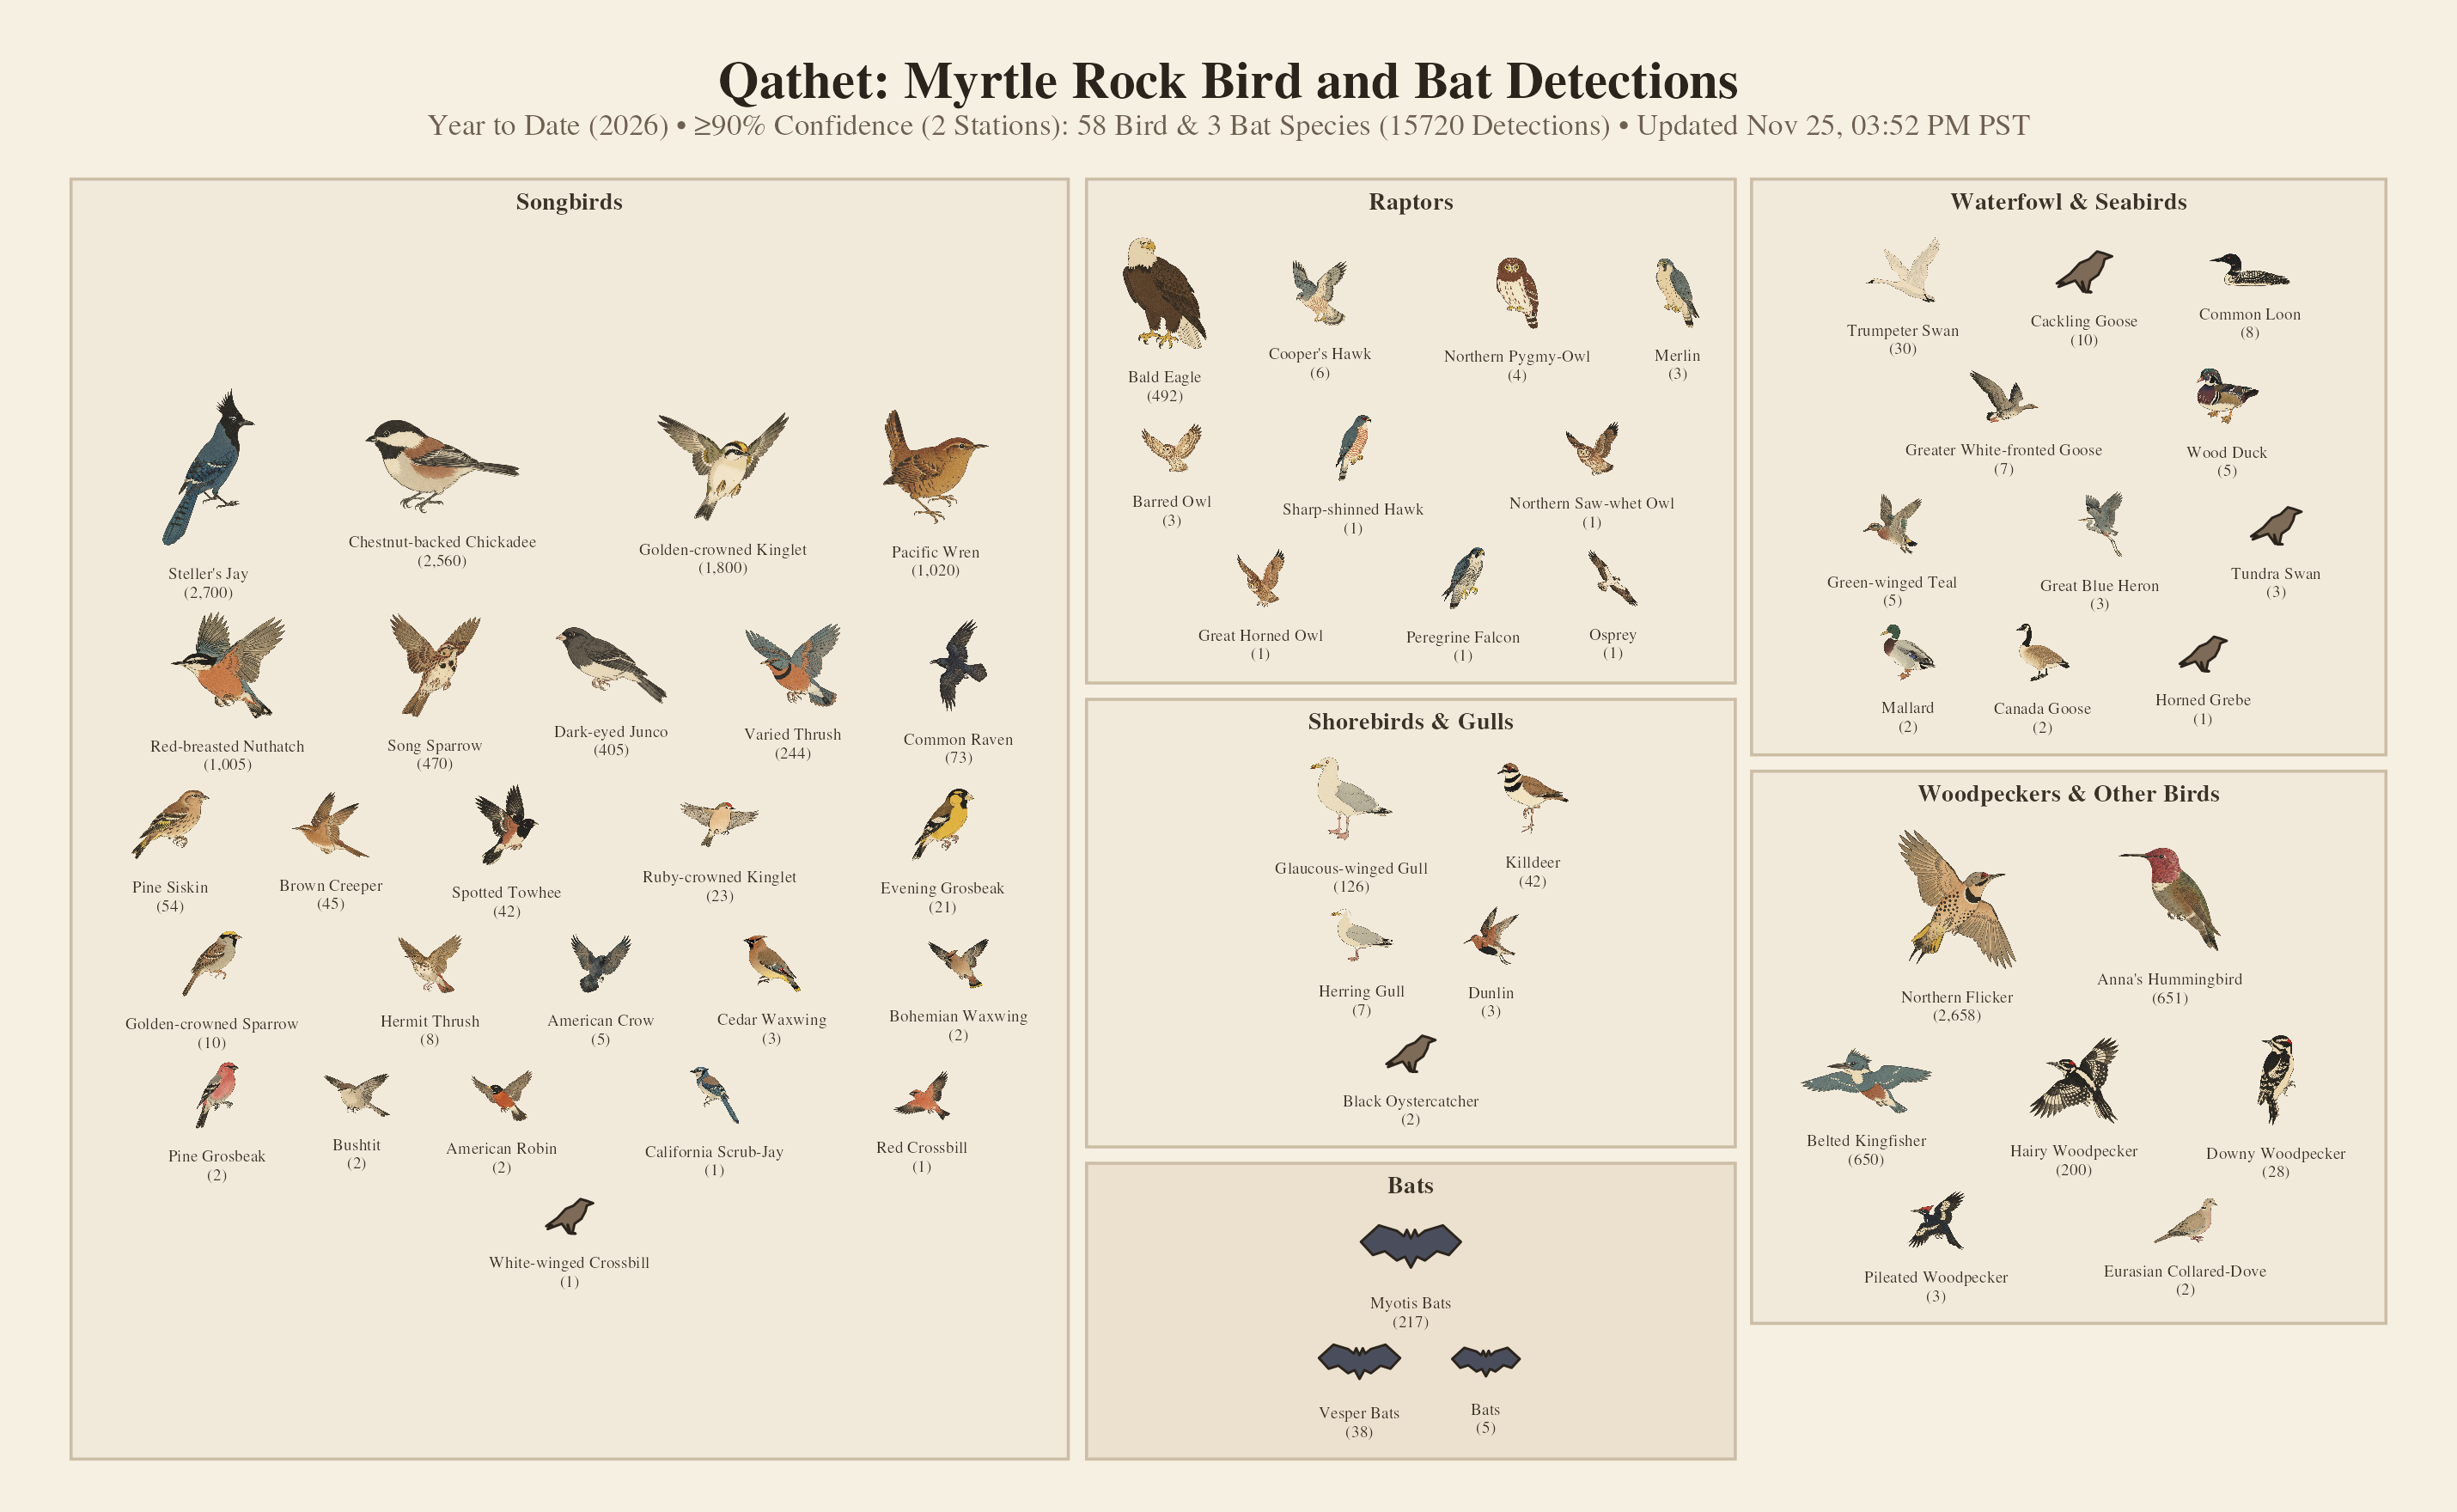 Qathet: Myrtle Rock Bird and Bat Detections
Year to Date (2026) • ≥90% Confidence (2 Stations): 58 Bird & 3 Bat Species (15720 Detections) • Updated Nov 25, 03:52 PM PST
Songbirds
Steller's Jay
(2,700)
Chestnut-backed Chickadee
(2,560)
Golden-crowned Kinglet
(1,800)
Pacific Wren
(1,020)
Red-breasted Nuthatch
(1,005)
Song Sparrow
(470)
Dark-eyed Junco
(405)
Varied Thrush
(244)
Common Raven
(73)
Pine Siskin
(54)
Brown Creeper
(45)
Spotted Towhee
(42)
Ruby-crowned Kinglet
(23)
Evening Grosbeak
(21)
Golden-crowned Sparrow
(10)
Hermit Thrush
(8)
American Crow
(5)
Cedar Waxwing
(3)
Bohemian Waxwing
(2)
Pine Grosbeak
(2)
Bushtit
(2)
American Robin
(2)
California Scrub-Jay
(1)
Red Crossbill
(1)
White-winged Crossbill
(1)
Raptors
Bald Eagle
(492)
Cooper's Hawk
(6)
Northern Pygmy-Owl
(4)
Merlin
(3)
Barred Owl
(3)
Sharp-shinned Hawk
(1)
Northern Saw-whet Owl
(1)
Great Horned Owl
(1)
Peregrine Falcon
(1)
Osprey
(1)
Shorebirds & Gulls
Glaucous-winged Gull
(126)
Killdeer
(42)
Herring Gull
(7)
Dunlin
(3)
Black Oystercatcher
(2)
Bats
Myotis Bats
(217)
Vesper Bats
(38)
Bats
(5)
Waterfowl & Seabirds
Trumpeter Swan
(30)
Cackling Goose
(10)
Common Loon
(8)
Greater White-fronted Goose
(7)
Wood Duck
(5)
Green-winged Teal
(5)
Great Blue Heron
(3)
Tundra Swan
(3)
Mallard
(2)
Canada Goose
(2)
Horned Grebe
(1)
Woodpeckers & Other Birds
Northern Flicker
(2,658)
Anna's Hummingbird
(651)
Belted Kingfisher
(650)
Hairy Woodpecker
(200)
Downy Woodpecker
(28)
Pileated Woodpecker
(3)
Eurasian Collared-Dove
(2)